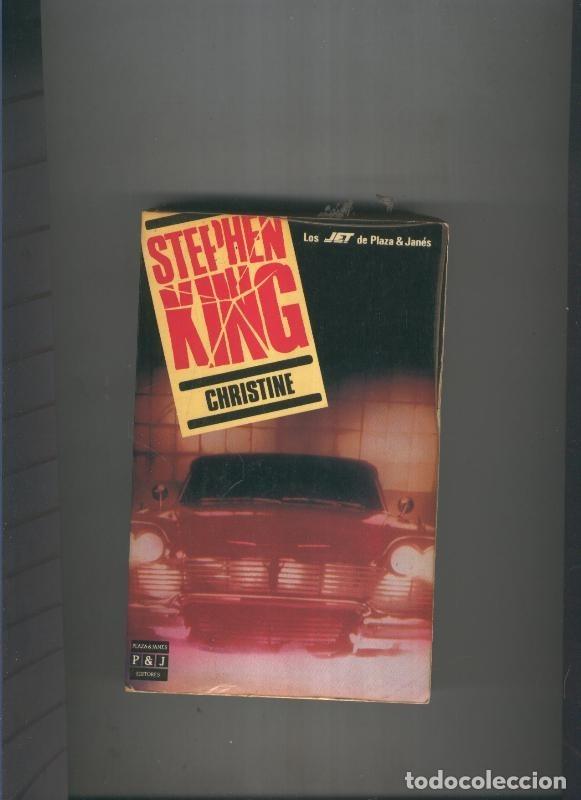 STEPHEN
KING
CHRISTINE
Los JET de Plaza & Janés
PLAZA & JANES
P & J
EDITORES
todocoleccion